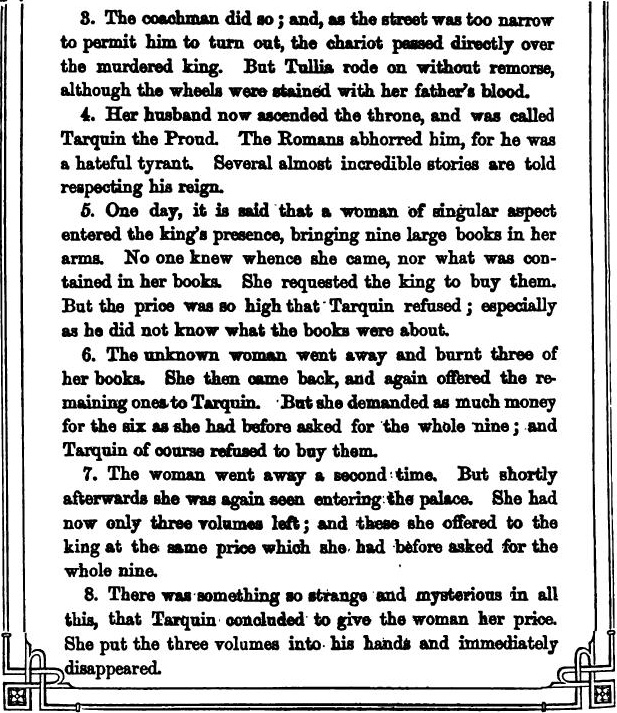 3. The coachman did so; and, as the street was too narrow
to permit him to turn out, the chariot passed directly over
the murdered king. But Tullia rode on without remorse,
although the wheels were stained with her father's blood.
4. Her husband now ascended the throne, and was called
Tarquin the Proud. The Romans abhorred him, for he was
a hateful tyrant. Several almost incredible stories are told
respecting his reign.
5. One day, it is said that a woman of singular aspect
entered the king's presence, bringing nine large books in her
arms. No one knew whence she came, nor what was con-
tained in her books. She requested the king to buy them.
But the price was so high that Tarquin refused; especially
as he did not know what the books were about.
6. The unknown woman went away and burnt three of
her books. She then came back, and again offered the re-
maining ones to Tarquin. But she demanded as much money
for the six as she had before asked for the whole nine; and
Tarquin of course refused to buy them.
7. The woman went away a second time. But shortly
afterwards she was again seen entering the palace. She had
now only three volumes left; and these she offered to the
king at the same price which she had before asked for the
whole nine.
8. There was something so strange and mysterious in all
this, that Tarquin concluded to give the woman her price.
She put the three volumes into his hands and immediately
disappeared.